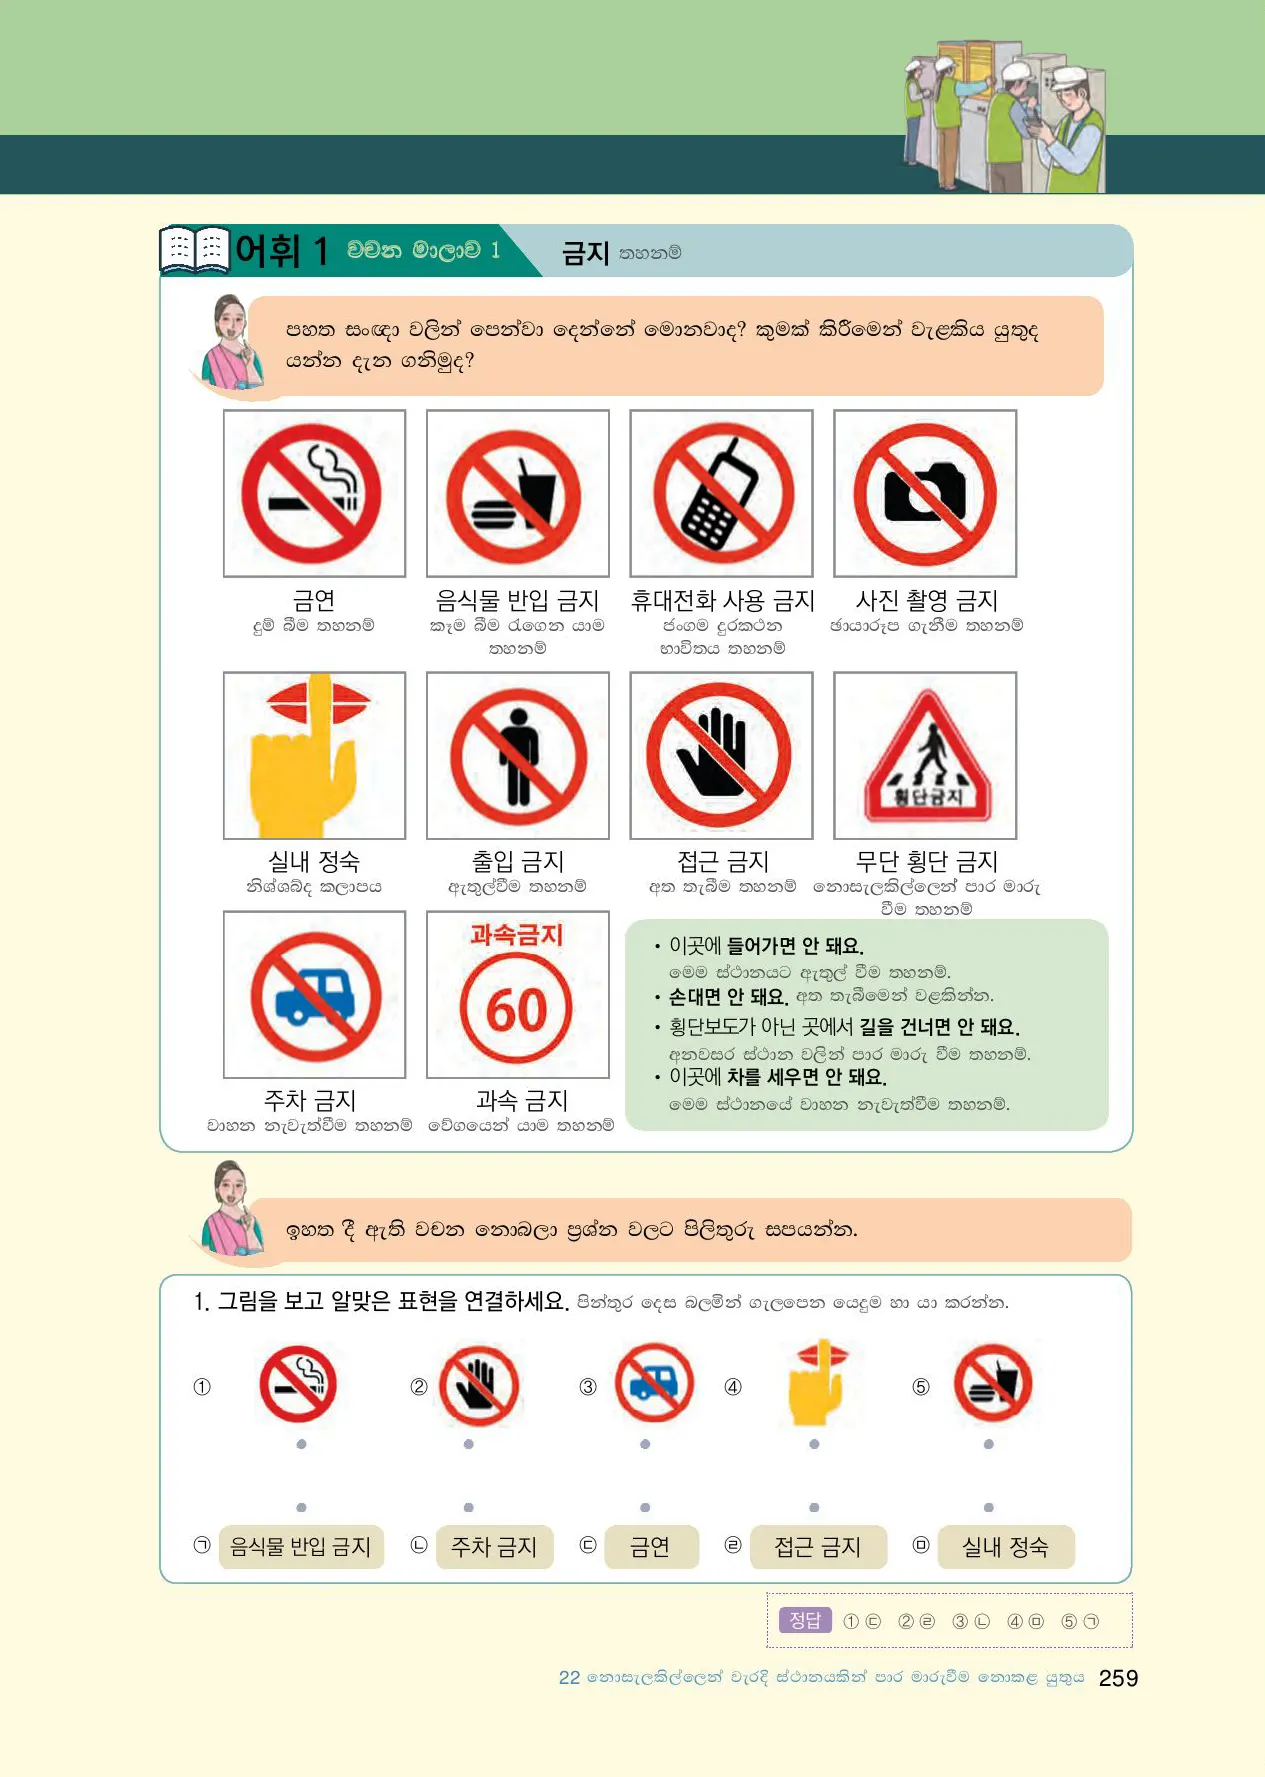 어휘 1 වචන මාලාව 1 금지 තහනම්
පහත සංඥා වලින් පෙන්වා දෙන්නේ මොනවාද? කුමක් කිරීමෙන් වැළකිය යුතුද
යන්න දැන ගනිමුද?
금연 음식물 반입 금지 휴대전화 사용 금지 사진 촬영 금지
දුම් බීම තහනම් කෑම බීම රැගෙන යාම ජංගම දුරකථන ඡායාරූප ගැනීම තහනම්
තහනම් භාවිතය තහනම්
횡단금지
실내 정숙 출입 금지 접근 금지 무단 횡단 금지
නිශ්ශබ්ද කලාපය ඇතුල්වීම තහනම් අත තැබීම තහනම් නොසැලකිල්ලෙන් පාර මාරු
වීම තහනම්
과속금지
60
주차 금지 과속 금지
වාහන නැවැත්වීම තහනම් වේගයෙන් යාම තහනම්
• 이곳에 들어가면 안 돼요.
මෙම ස්ථානයට ඇතුල් වීම තහනම්.
• 손대면 안 돼요. අත තැබීමෙන් වළකින්න.
• 횡단보도가 아닌 곳에서 길을 건너면 안 돼요.
අනවසර ස්ථාන වලින් පාර මාරු වීම තහනම්.
• 이곳에 차를 세우면 안 돼요.
මෙම ස්ථානයේ වාහන නැවැත්වීම තහනම්.
ඉහත දී ඇති වචන නොබලා ප්‍රශ්න වලට පිලිතුරු සපයන්න.
1. 그림을 보고 알맞은 표현을 연결하세요. පින්තුර දෙස බලමින් ගැලපෙන යෙදුම හා යා කරන්න.
① ② ③ ④ ⑤
㉠ 음식물 반입 금지 ㉡ 주차 금지 ㉢ 금연 ㉣ 접근 금지 ㉤ 실내 정숙
정답 ① ㉢ ② ㉣ ③ ㉡ ④ ㉤ ⑤ ㉠
22 නොසැලකිල්ලෙන් වැරදි ස්ථානයකින් පාර මාරුවීම නොකළ යුතුය 259